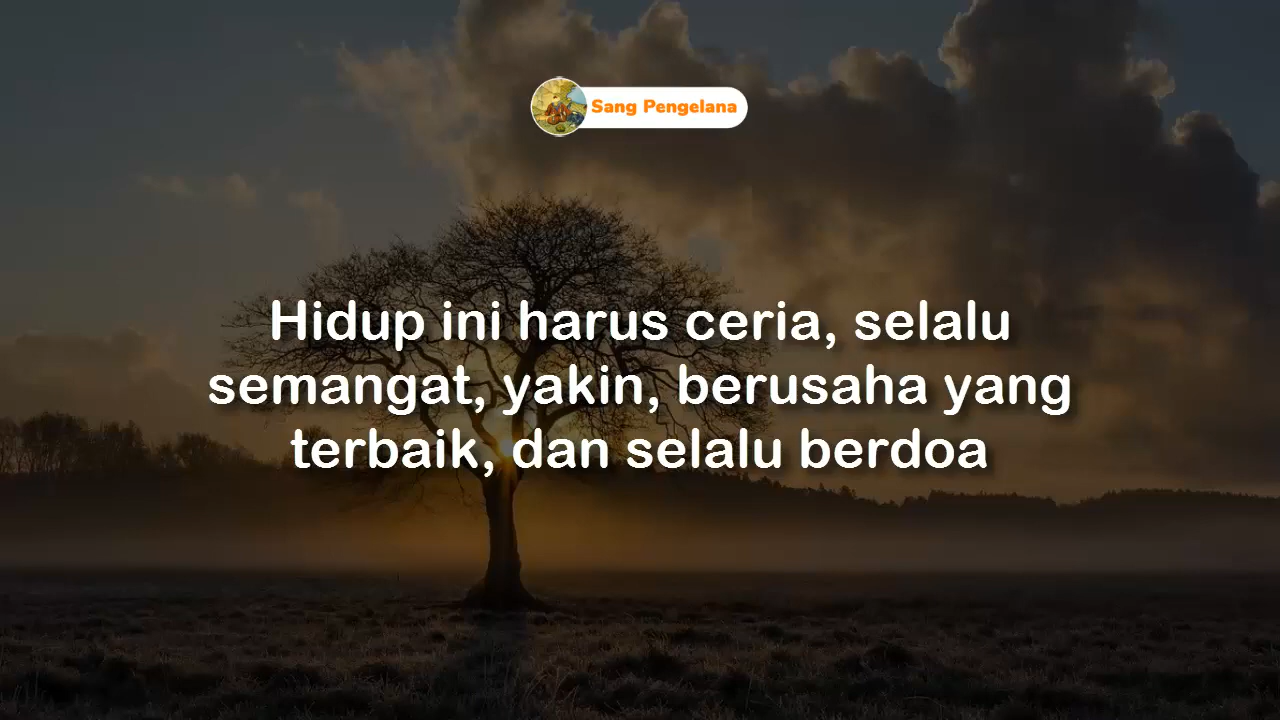 Sang Pengelana
Hidup ini harus ceria, selalu
semangat, yakin, berusaha yang
terbaik, dan selalu berdoa